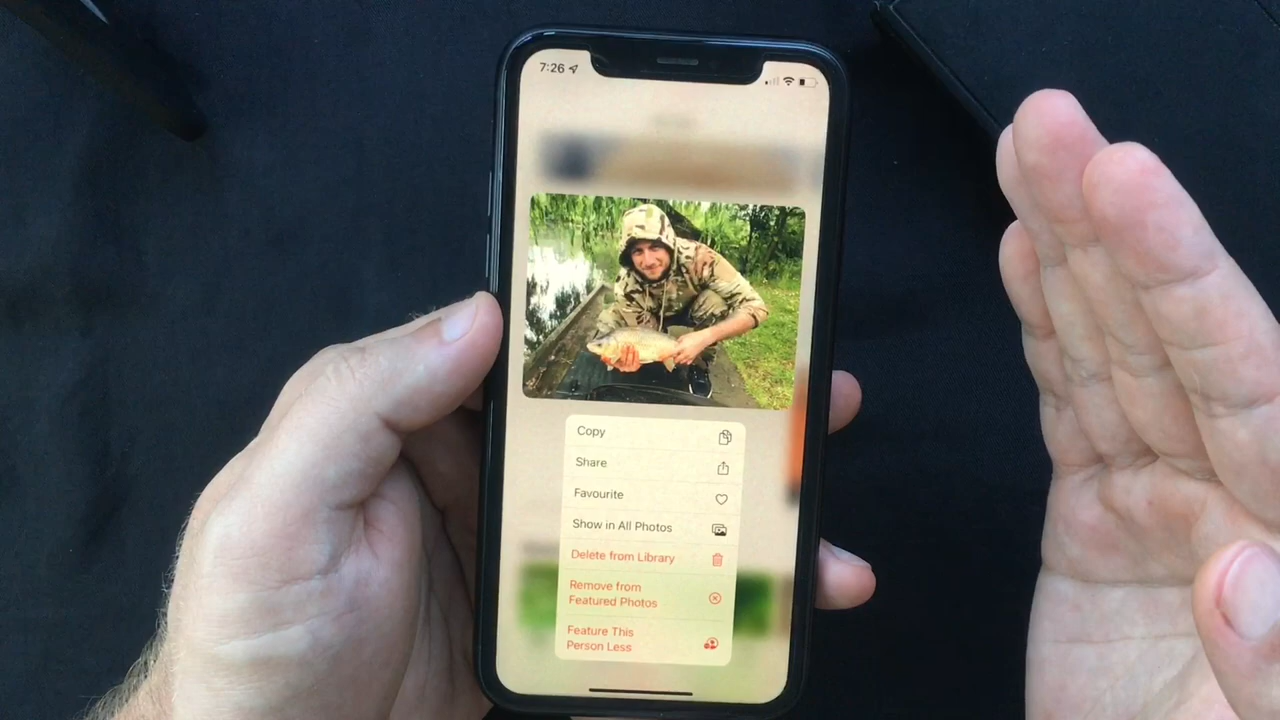 7:26
Copy
Share
Favourite
Show in All Photos
Delete from Library
Remove from
Featured Photos
Feature This
Person Less